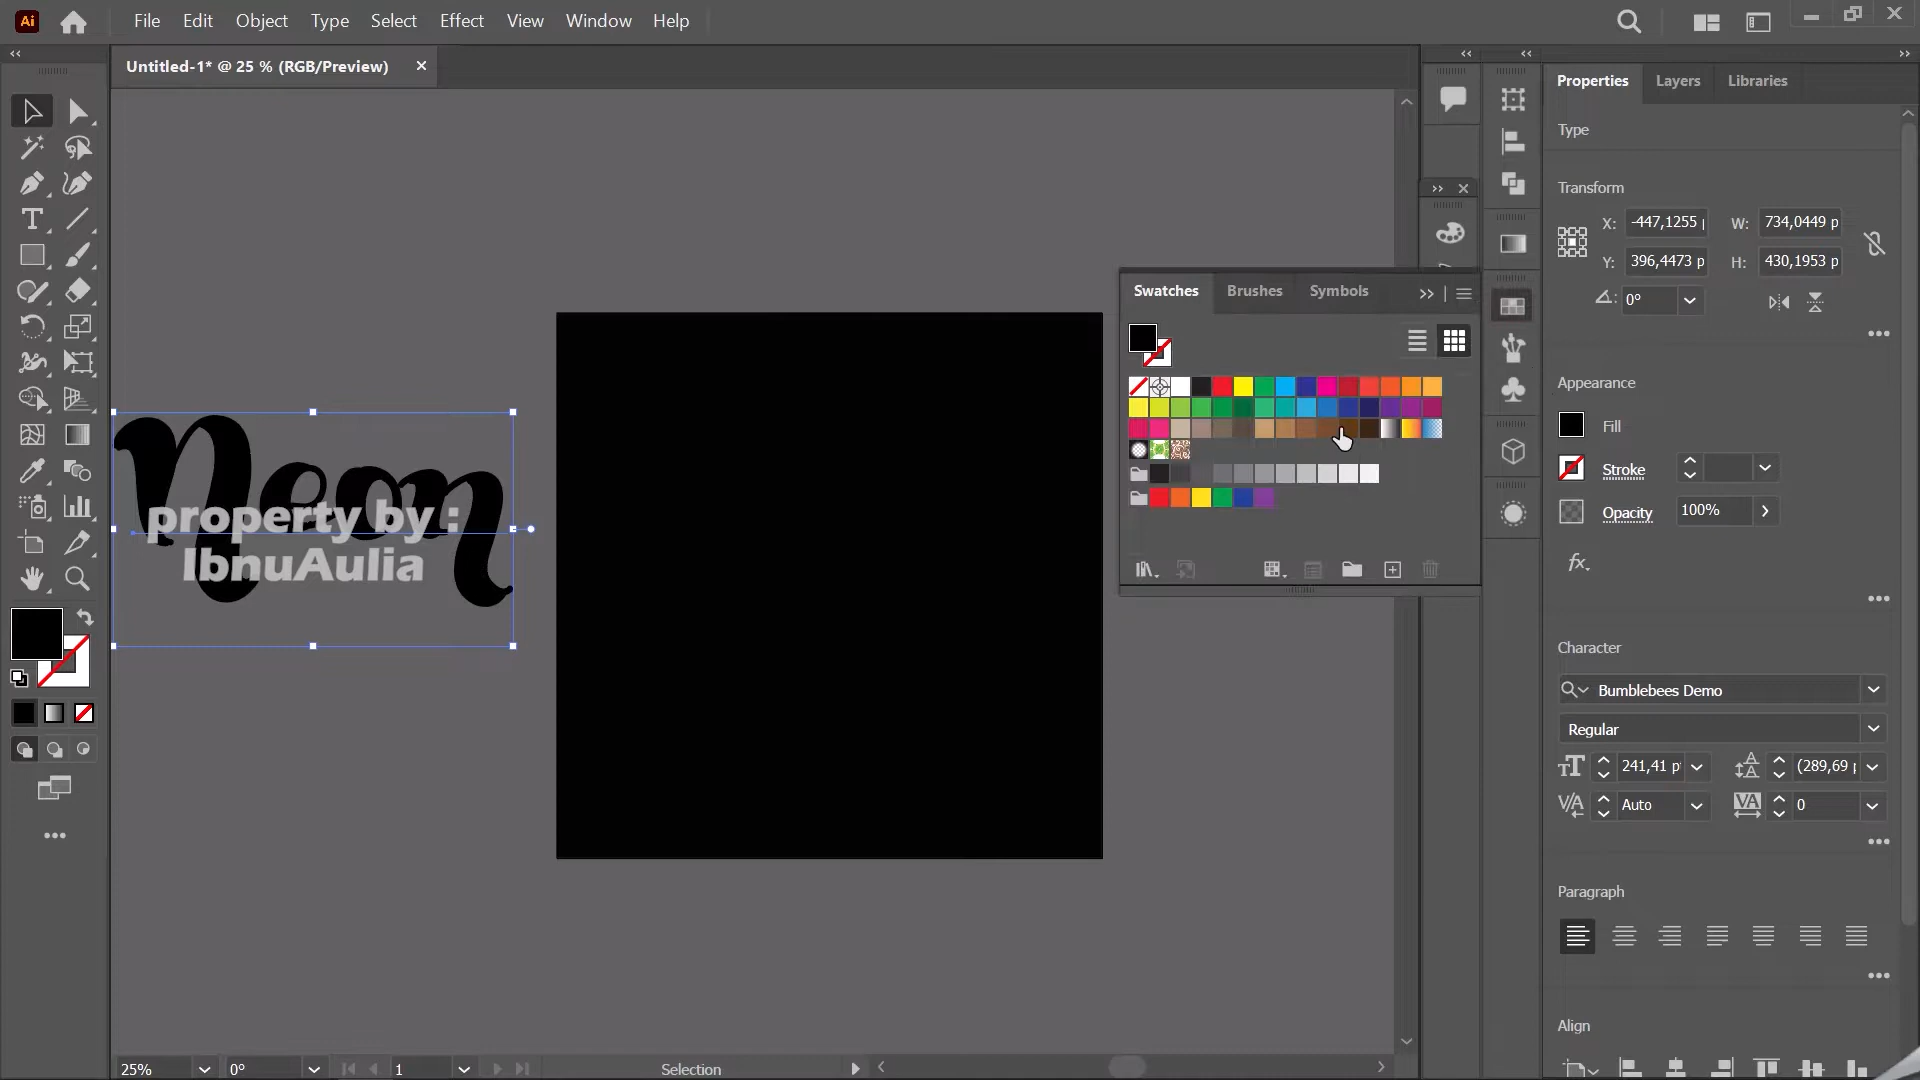 Ai File Edit Object Type Select Effect View Window Help
Untitled-1* @ 25 % (RGB/Preview)
Properties Layers Libraries
Type
Transform
X: -447,1255 W: 734,0449 p
Y: 396,4473 p H: 430,1953 p
0°
Swatches Brushes Symbols
Appearance
Fill
Stroke
Opacity 100%
fx.
Neon
property by :
IbnuAulia
Character
Bumblebees Demo
Regular
241,41 p (289,69
Auto 0
Paragraph
Align
25% 0° 1 Selection